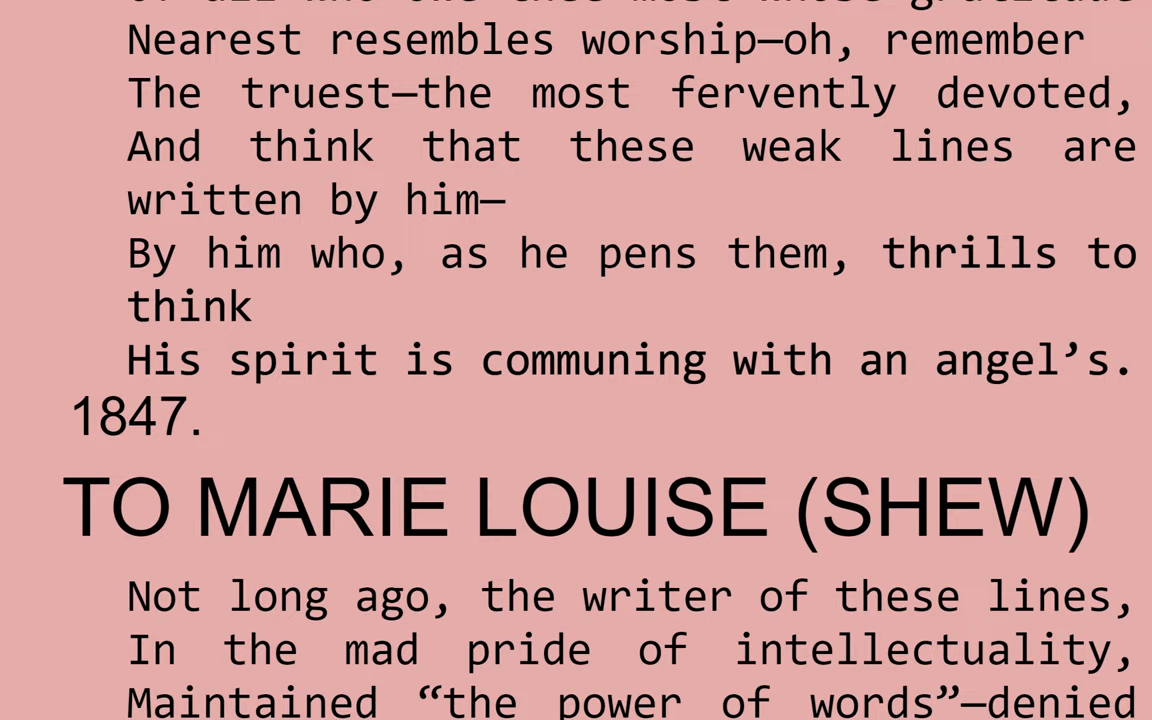 Nearest resembles worship—oh, remember
The truest—the most fervently devoted,
And think that these weak lines are
written by him—
By him who, as he pens them, thrills to
think
His spirit is communing with an angel’s.
1847.
TO MARIE LOUISE (SHEW)
Not long ago, the writer of these lines,
In the mad pride of intellectuality,
Maintained “the power of words”—denied